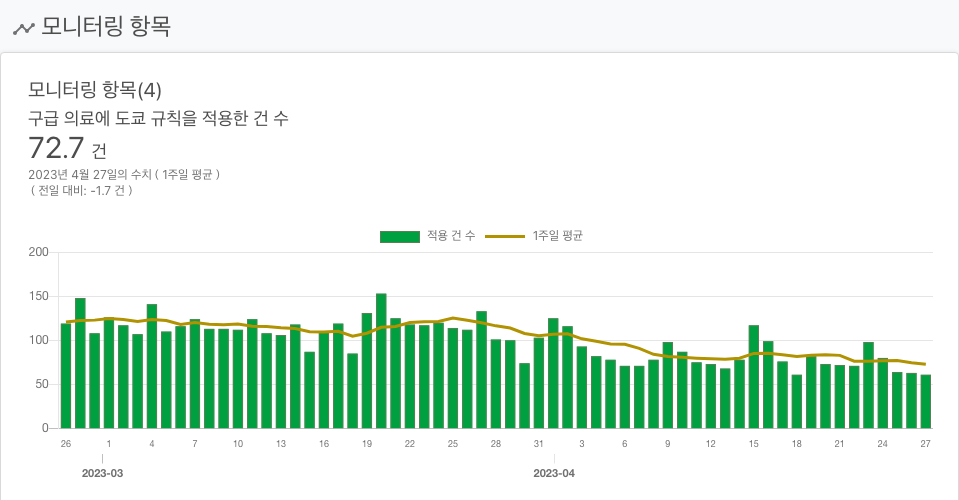 모니터링 항목
모니터링 항목(4)
구급 의료에 도쿄 규칙을 적용한 건 수
72.7 건
2023년 4월 27일의 수치 ( 1주일 평균 )
( 전일 대비: -1.7 건 )
적용 건 수 1주일 평균
200
150
100
50
0
26 1 4 7 10 13 16 19 22 25 28 31 3 6 9 12 15 18 21 24 27
2023-03 2023-04